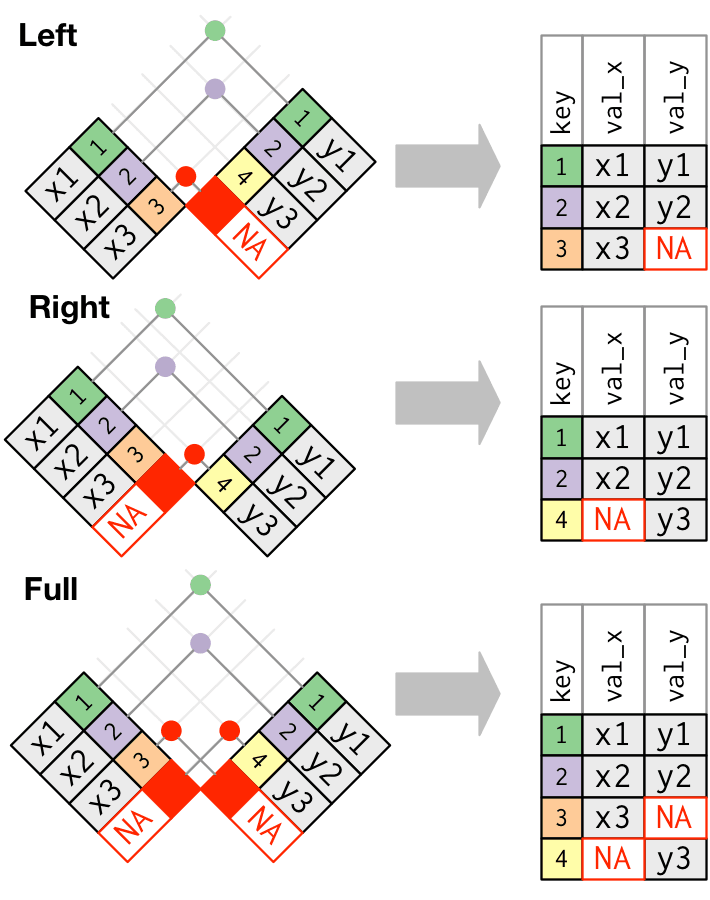 Left
1 x1
2 x2
3 x3
1 y1
2 y2
4 y3
NA
key val_x val_y
1 x1 y1
2 x2 y2
3 x3 NA
Right
1 x1
2 x2
3 x3
NA
1 y1
2 y2
4 y3
key val_x val_y
1 x1 y1
2 x2 y2
4 NA y3
Full
1 x1
2 x2
3 x3
NA
1 y1
2 y2
4 y3
NA
key val_x val_y
1 x1 y1
2 x2 y2
3 x3 NA
4 NA y3